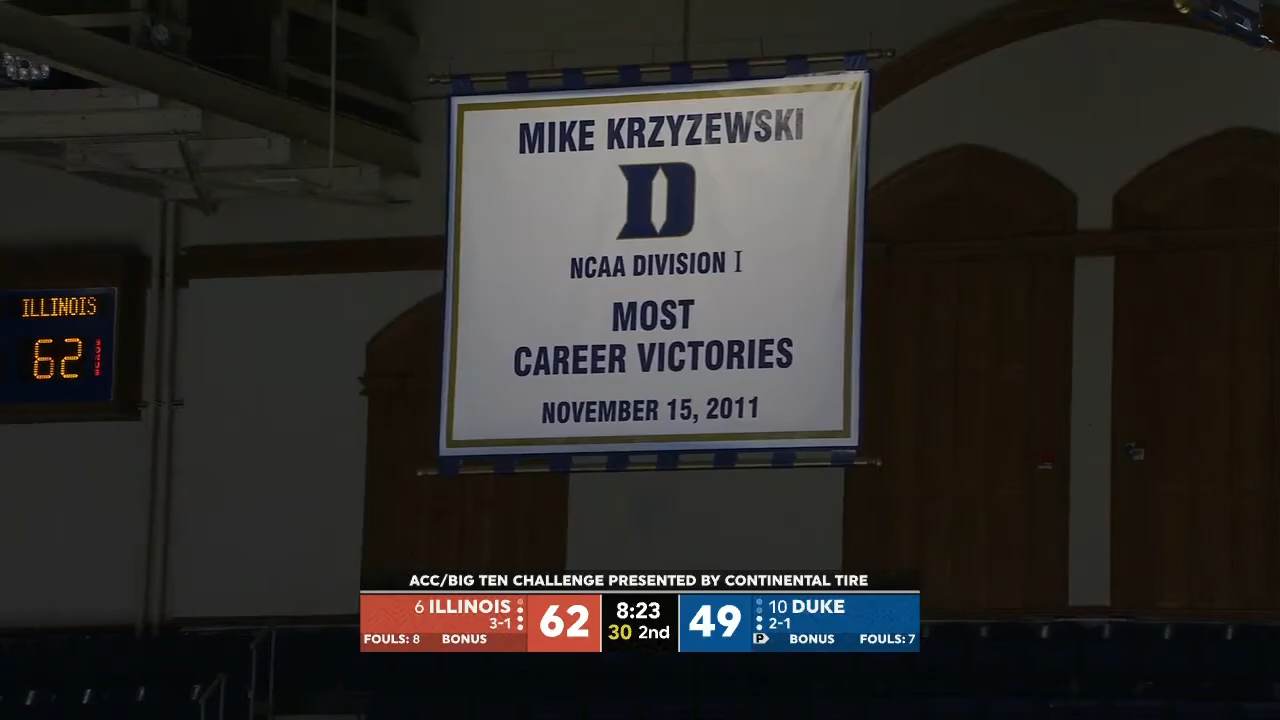 MIKE KRZYZEWSKI
D
NCAA DIVISION I
MOST
CAREER VICTORIES
NOVEMBER 15, 2011
ILLINOIS
62
BONUS
ACC/BIG TEN CHALLENGE PRESENTED BY CONTINENTAL TIRE
6 ILLINOIS 62 8:23 49 10 DUKE
3-1 30 2nd 2-1
FOULS: 8 BONUS P BONUS FOULS: 7